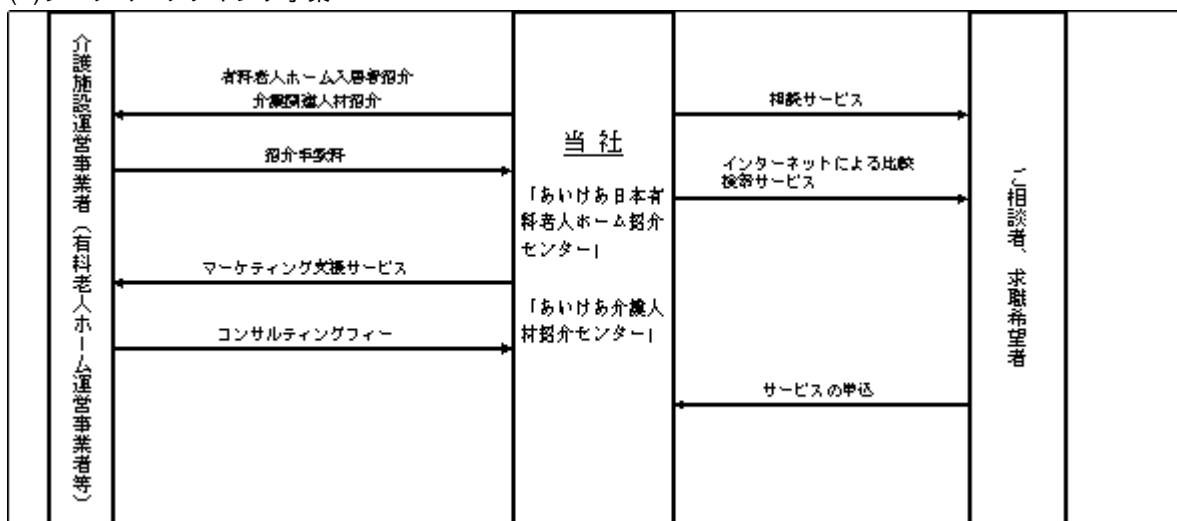 介護施設運営事業者（有料老人ホーム運営事業者等）
有料老人ホーム入居者紹介
介護関連人材紹介
紹介手数料
マーケティング支援サービス
コンサルティングフィー
当 社
「あいけあ日本有
料老人ホーム紹介
センター」
「あいけあ介護人
材紹介センター」
相談サービス
インターネットによる比較
検索サービス
サービスの申込
ご相談者、求職希望者